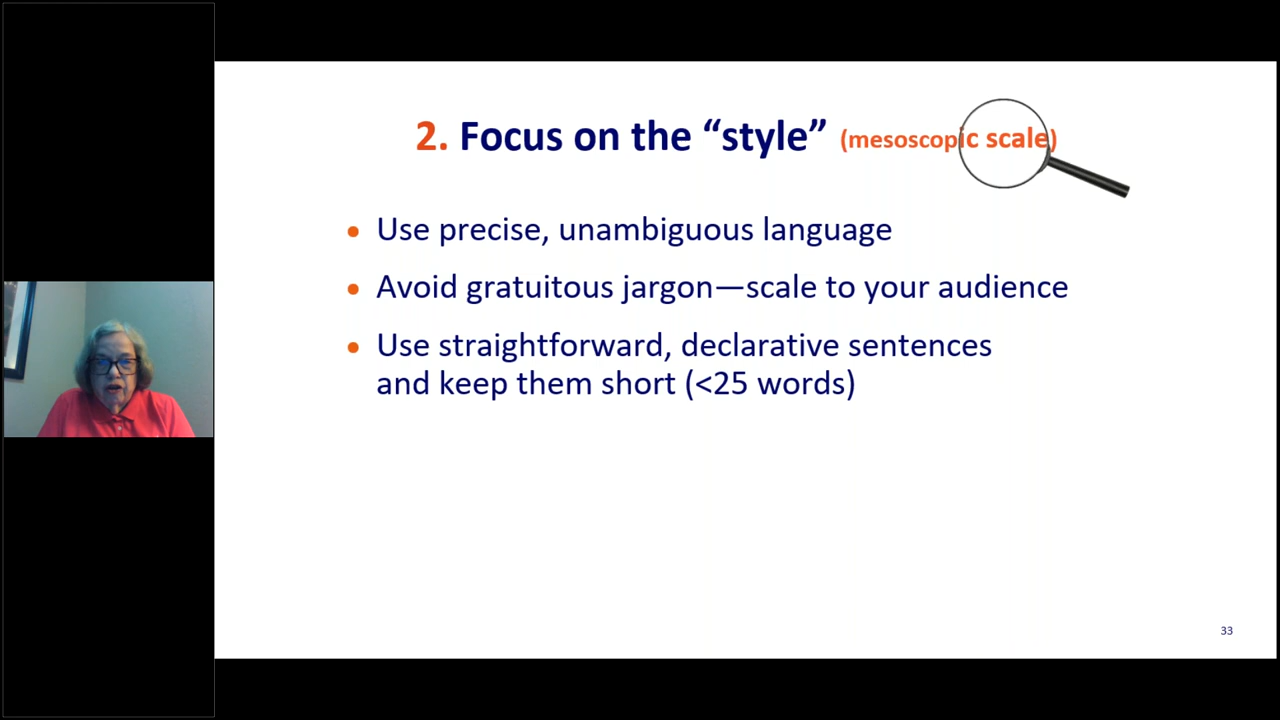 2. Focus on the “style” (mesoscopic scale)
• Use precise, unambiguous language
• Avoid gratuitous jargon—scale to your audience
• Use straightforward, declarative sentences
and keep them short (<25 words)
33